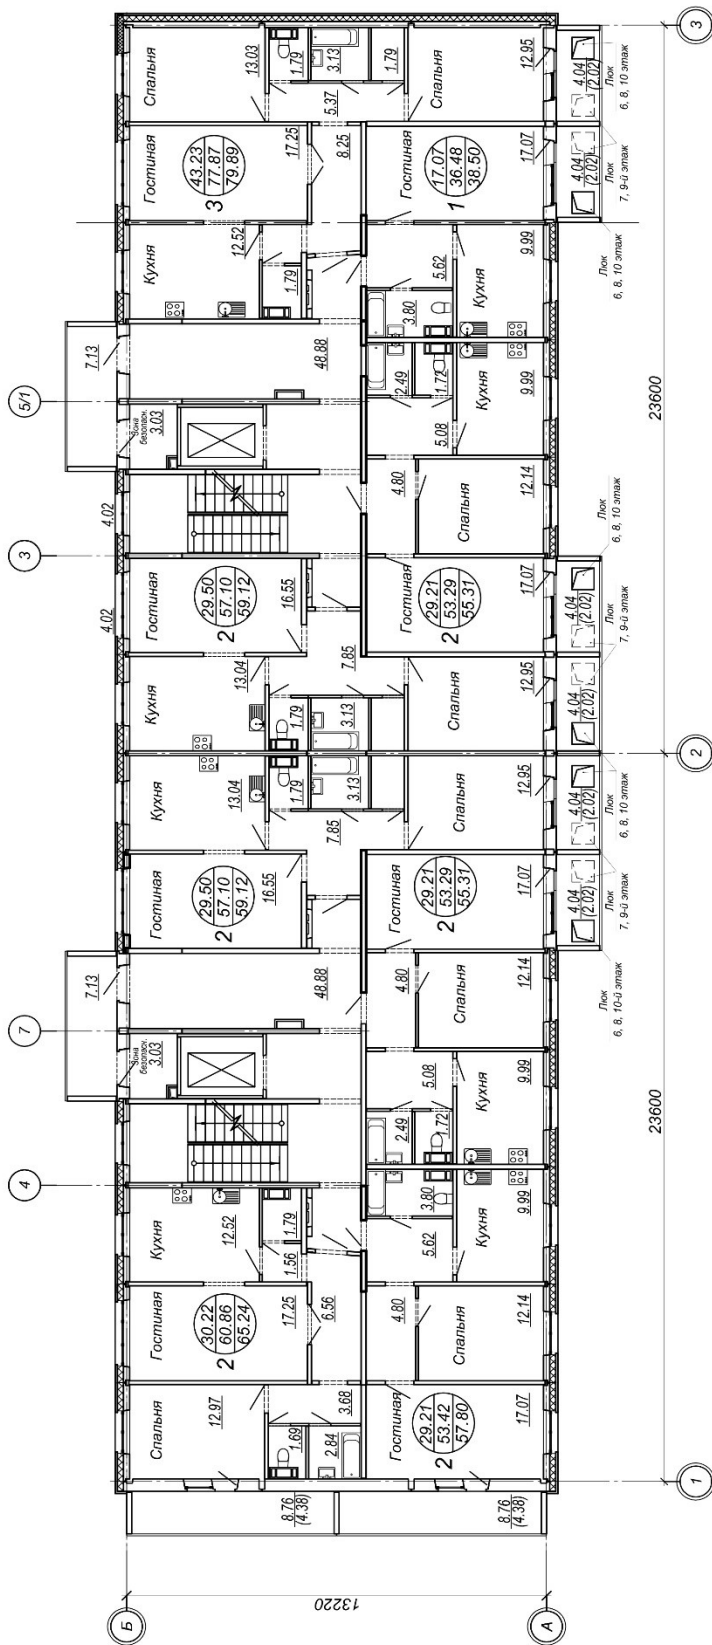 Б
А
13220
1
4
7
3
5/1
2
3
23600
23600
8.76
(4.38)
8.76
(4.38)
Спальня
12.97
1.69
2.84
3.68
Гостиная
30.22
60.86
65.24
2
17.25
6.56
Кухня
12.52
1.56
1.79
Гостиная
29.21
53.42
57.80
2
17.07
Спальня
4.80
12.14
Кухня
5.62
3.80
9.99
Зона
безопасн.
3.03
7.13
48.88
Кухня
2.49
1.72
5.08
9.99
Спальня
4.80
12.14
Гостиная
29.21
53.29
55.31
2
17.07
Гостиная
29.50
57.10
59.12
2
16.55
Кухня
13.04
7.85
1.79
3.13
Спальня
12.95
Кухня
13.04
1.79
3.13
7.85
Спальня
12.95
Гостиная
29.50
57.10
59.12
2
16.55
4.02
4.02
Гостиная
29.21
53.29
55.31
2
17.07
Спальня
4.80
12.14
Зона
безопасн.
3.03
7.13
48.88
5.08
2.49
1.72
Кухня
9.99
Кухня
3.80
5.62
9.99
Кухня
12.52
1.79
Гостиная
43.23
77.87
79.89
3
17.25
8.25
Гостиная
17.07
36.48
38.50
1
17.07
Спальня
13.03
5.37
1.79
3.13
1.79
Спальня
12.95
4.04
(2.02)
4.04
(2.02)
4.04
(2.02)
4.04
(2.02)
4.04
(2.02)
4.04
(2.02)
Люк
6, 8, 10-й этаж
Люк
7, 9-й этаж
Люк
6, 8, 10 этаж
Люк
7, 9-й этаж
Люк
6, 8, 10 этаж
Люк
6, 8, 10 этаж
Люк
7, 9-й этаж
Люк
6, 8, 10 этаж